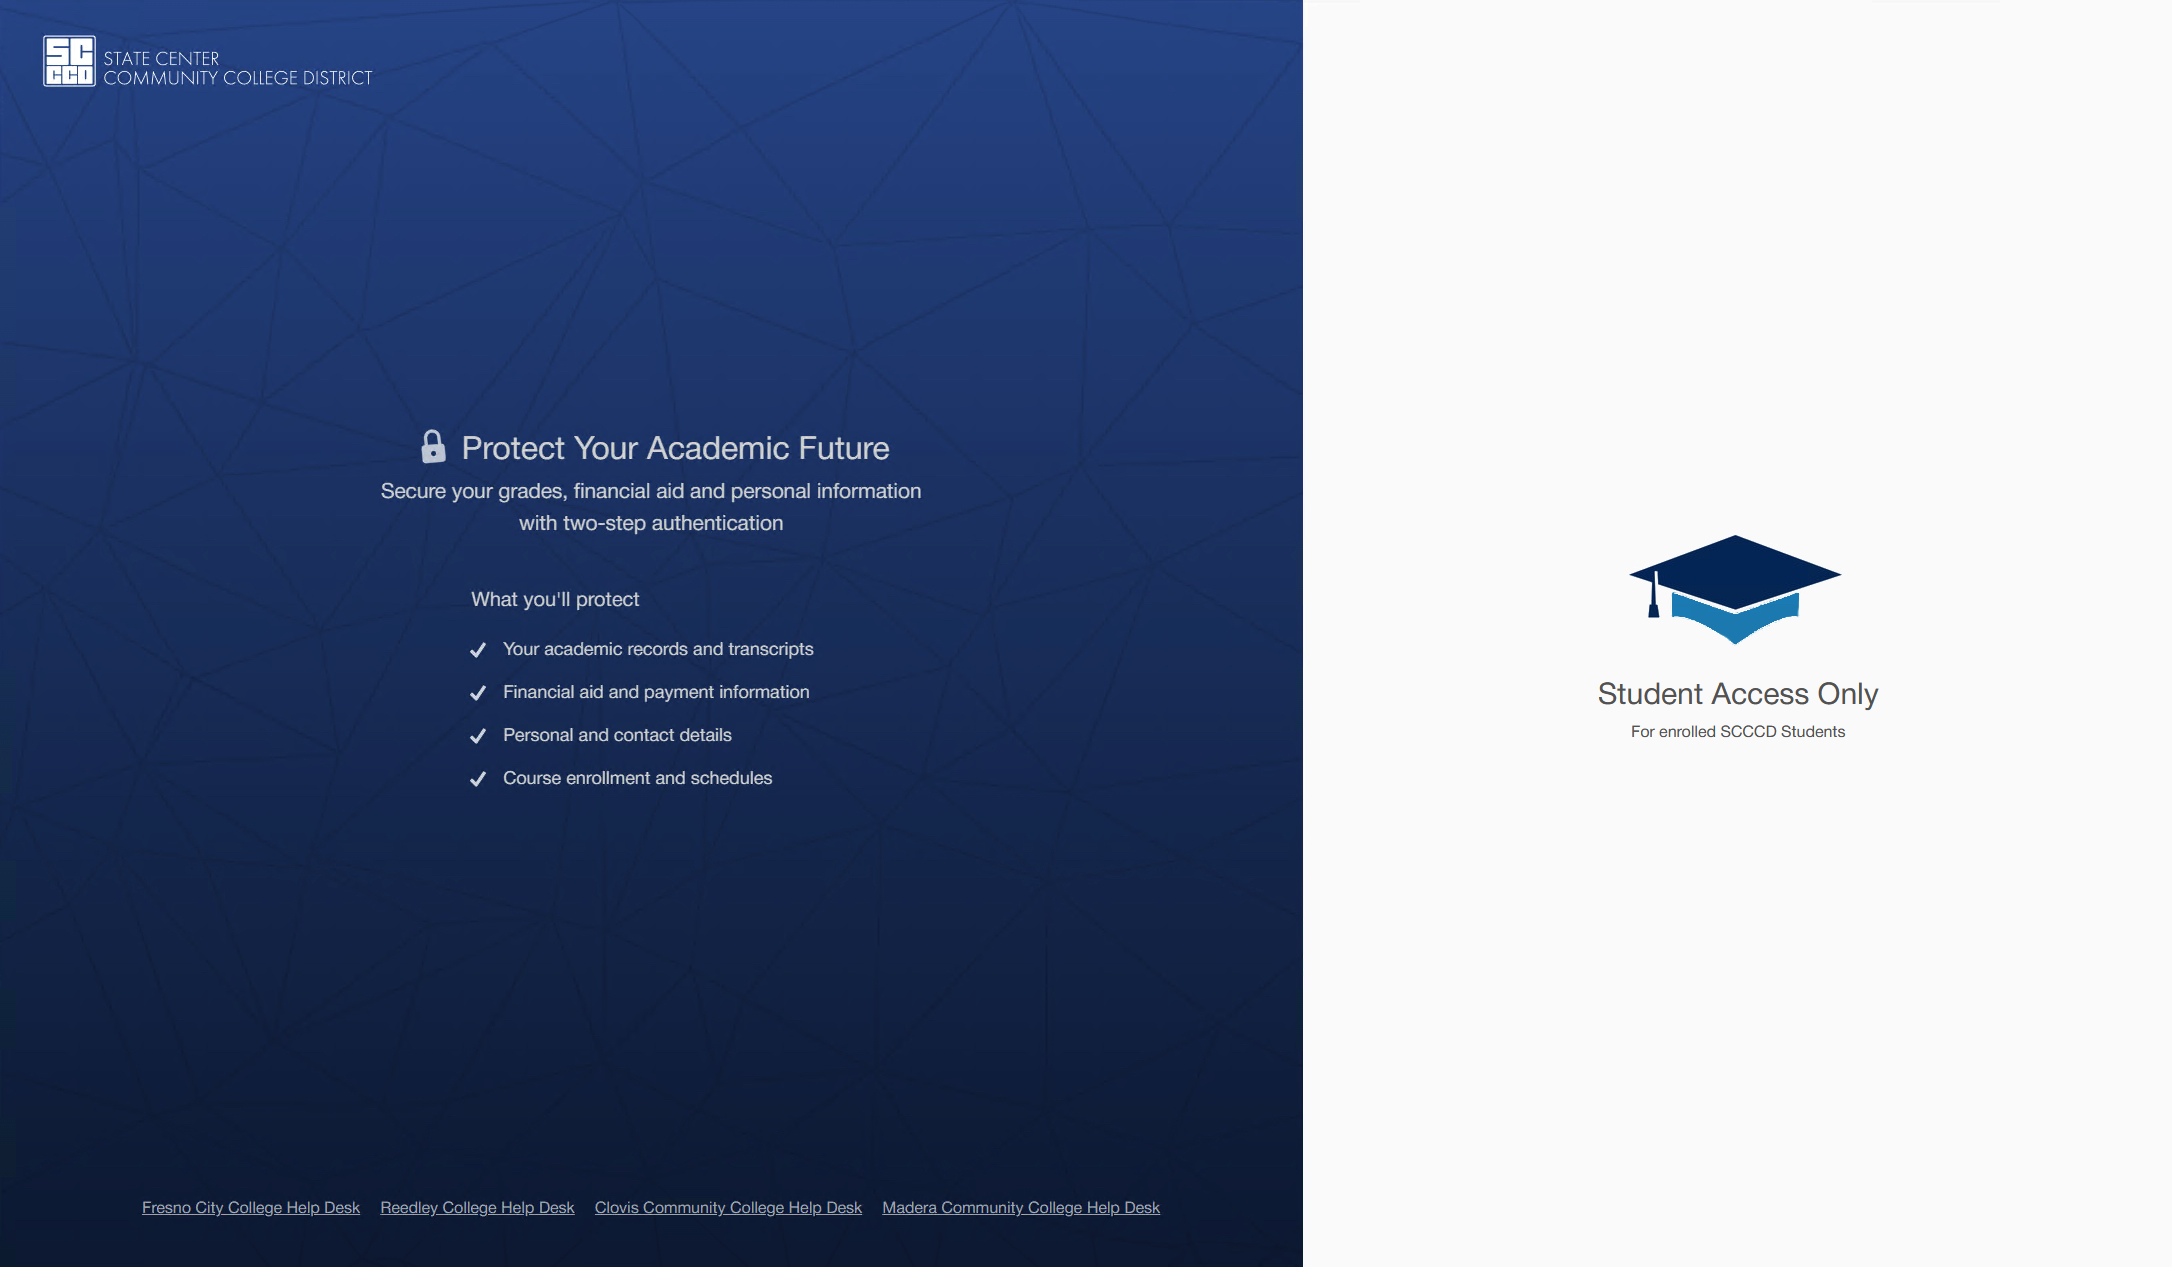 SC
CCD
STATE CENTER
COMMUNITY COLLEGE DISTRICT
Protect Your Academic Future
Secure your grades, financial aid and personal information
with two-step authentication
What you'll protect
Your academic records and transcripts
Financial aid and payment information
Personal and contact details
Course enrollment and schedules
Fresno City College Help Desk Reedley College Help Desk Clovis Community College Help Desk Madera Community College Help Desk
Student Access Only
For enrolled SCCCD Students